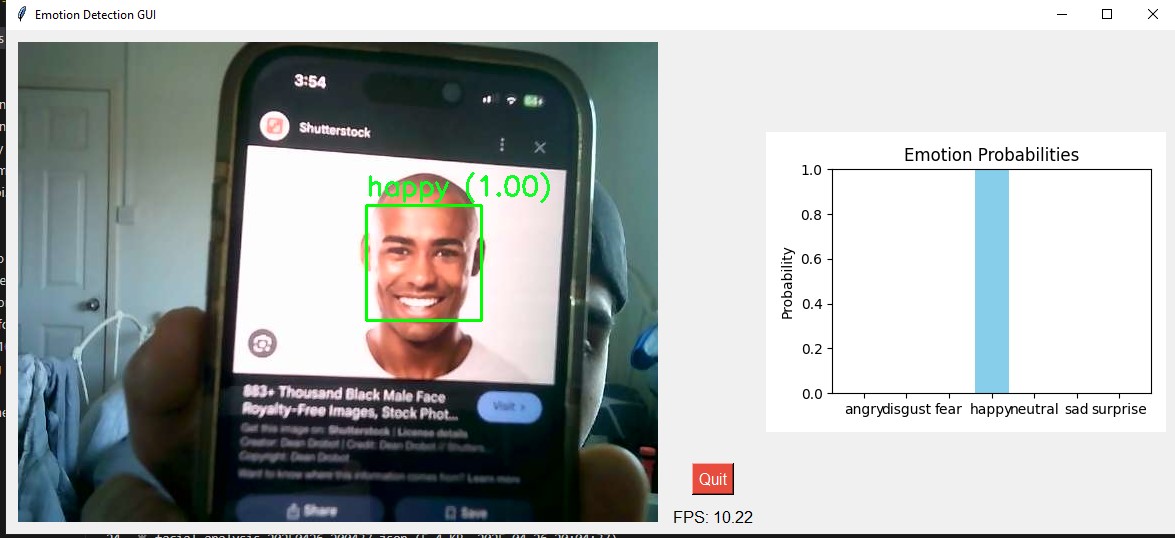 Emotion Detection GUI
3:54
Shutterstock
happy (1.00)
883+ Thousand Black Male Face
Royalty-Free Images, Stock Phot...
Visit >
Get this image on: Shutterstock | License details
Creator: Dean Drobot | Credit: Dean Drobot // Shutters...
Copyright: Dean Drobot
Want to know where this information comes from? Learn more
Share
Save
Emotion Probabilities
Probability
1.0
0.8
0.6
0.4
0.2
0.0
angry disgust fear happy neutral sad surprise
Quit
FPS: 10.22